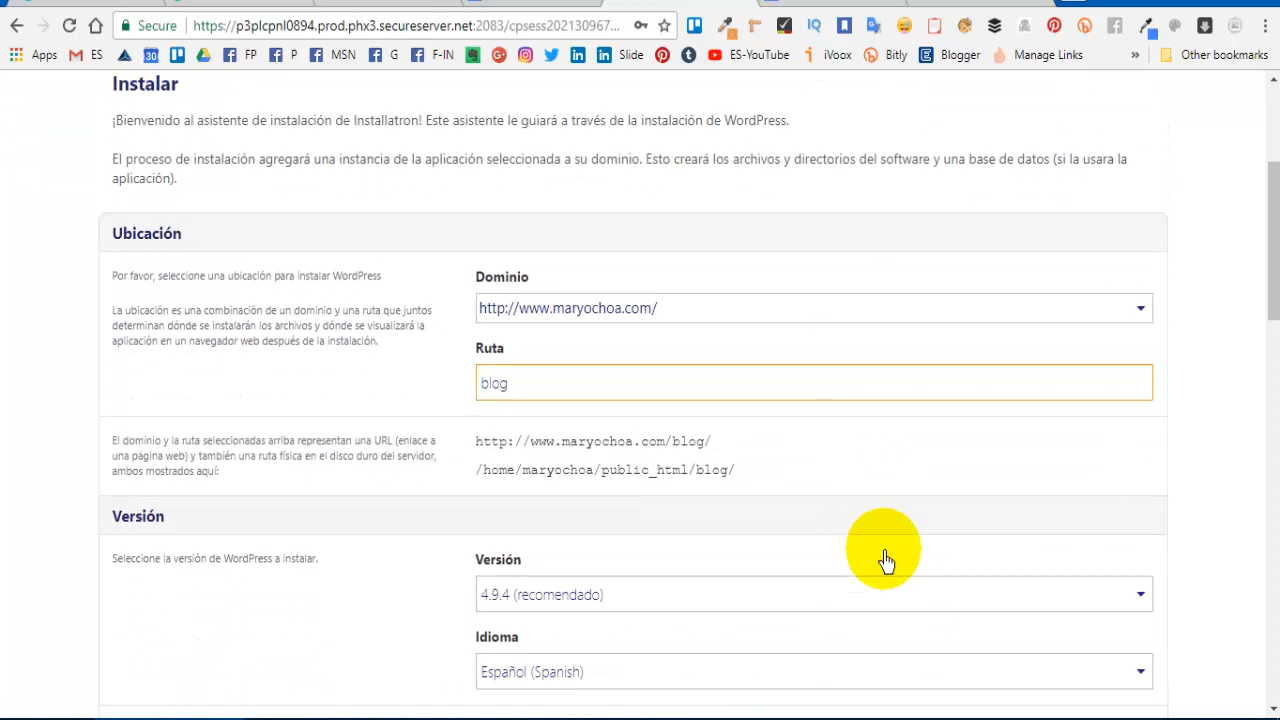 Secure https://p3plcpnl0894.prod.phx3.secureserver.net:2083/cpsess202130967...
Apps ES 30 FP P MSN G F-IN Slide ES-YouTube iVoox Bitly Blogger Manage Links » Other bookmarks
Instalar
¡Bienvenido al asistente de instalación de Installatron! Este asistente le guiará a través de la instalación de WordPress.
El proceso de instalación agregará una instancia de la aplicación seleccionada a su dominio. Esto creará los archivos y directorios del software y una base de datos (si la usara la
aplicación).
Ubicación
Por favor, seleccione una ubicación para instalar WordPress
Dominio
La ubicación es una combinación de un dominio y una ruta que juntos
determinan dónde se instalarán los archivos y dónde se visualizará la
aplicación en un navegador web después de la instalación.
http://www.maryochoa.com/
Ruta
blog
El dominio y la ruta seleccionadas arriba representan una URL (enlace a
una página web) y también una ruta física en el disco duro del servidor,
ambos mostrados aquí:
http://www.maryochoa.com/blog/
/home/maryochoa/public_html/blog/
Versión
Seleccione la versión de WordPress a instalar.
Versión
4.9.4 (recomendado)
Idioma
Español (Spanish)